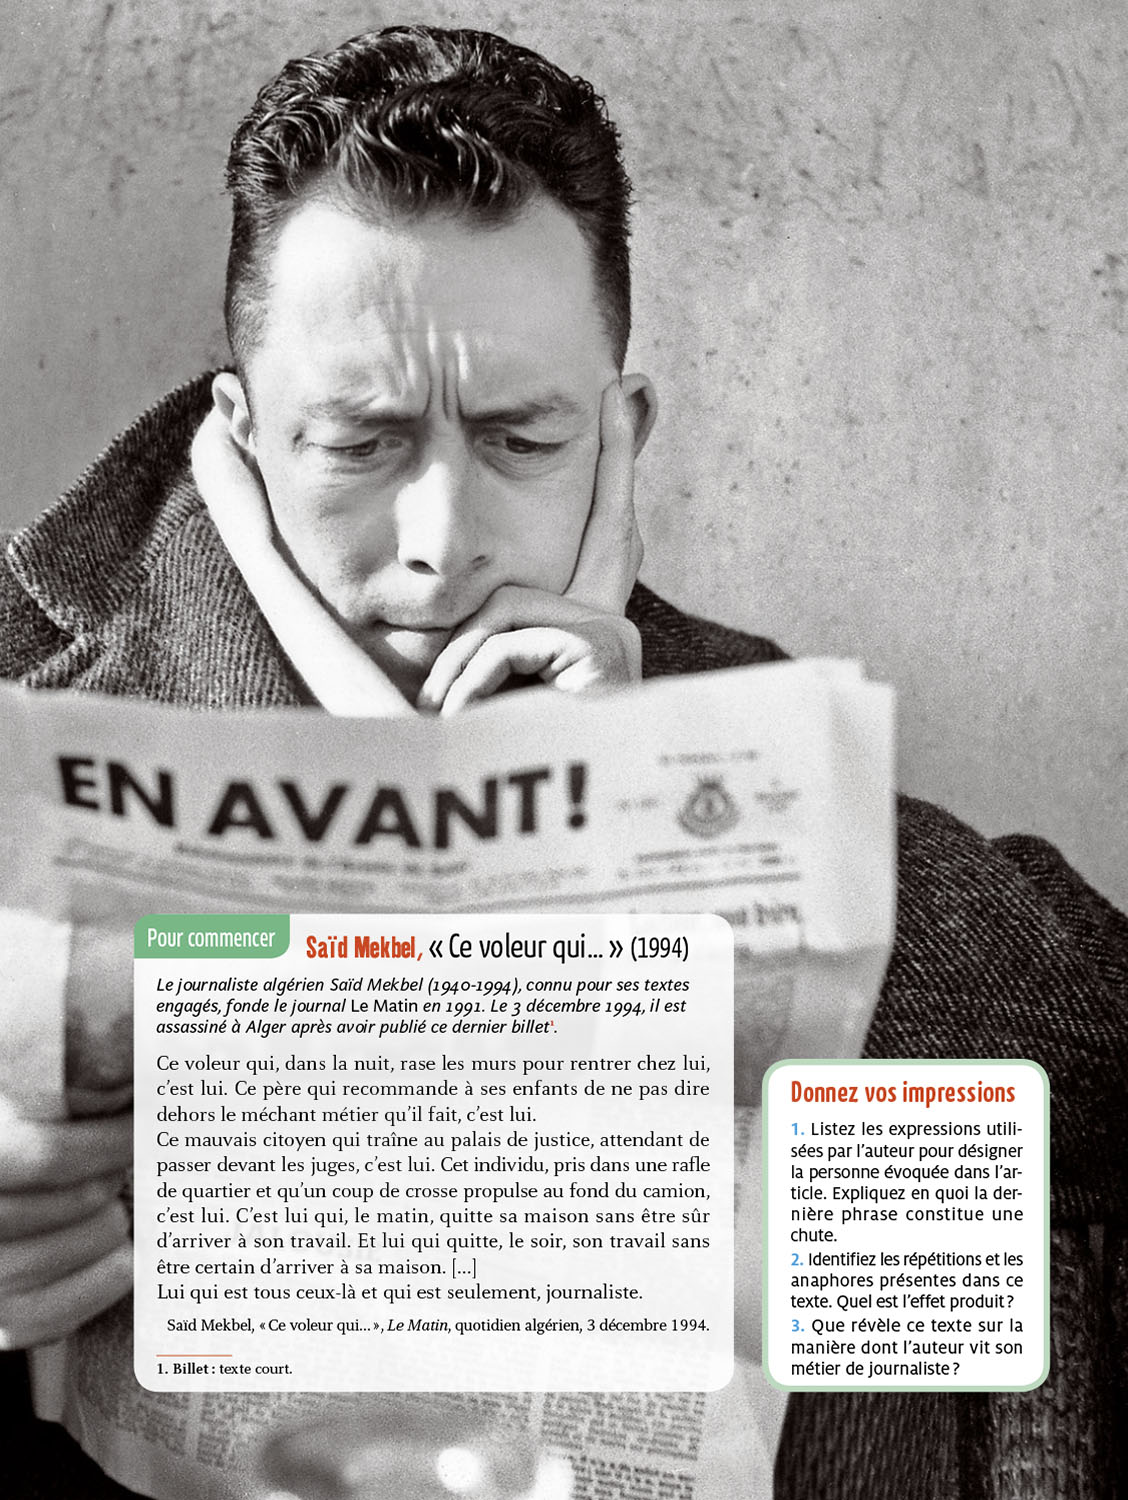 EN AVANT!
Pour commencer
Saïd Mekbel, « Ce voleur qui... » (1994)
Le journaliste algérien Saïd Mekbel (1940-1994), connu pour ses textes
engagés, fonde le journal Le Matin en 1991. Le 3 décembre 1994, il est
assassiné à Alger après avoir publié ce dernier billet¹.
Ce voleur qui, dans la nuit, rase les murs pour rentrer chez lui,
c'est lui. Ce père qui recommande à ses enfants de ne pas dire
dehors le méchant métier qu'il fait, c'est lui.
Ce mauvais citoyen qui traîne au palais de justice, attendant de
passer devant les juges, c'est lui. Cet individu, pris dans une rafle
de quartier et qu'un coup de crosse propulse au fond du camion,
c'est lui. C'est lui qui, le matin, quitte sa maison sans être sûr
d'arriver à son travail. Et lui qui quitte, le soir, son travail sans
être certain d'arriver à sa maison. [...]
Lui qui est tous ceux-là et qui est seulement, journaliste.
Saïd Mekbel, « Ce voleur qui... », Le Matin, quotidien algérien, 3 décembre 1994.
1. Billet : texte court.
Donnez vos impressions
1. Listez les expressions utili-
sées par l'auteur pour désigner
la personne évoquée dans l'ar-
ticle. Expliquez en quoi la der-
nière phrase constitue une
chute.
2. Identifiez les répétitions et les
anaphores présentes dans ce
texte. Quel est l'effet produit ?
3. Que révèle ce texte sur la
manière dont l'auteur vit son
métier de journaliste ?